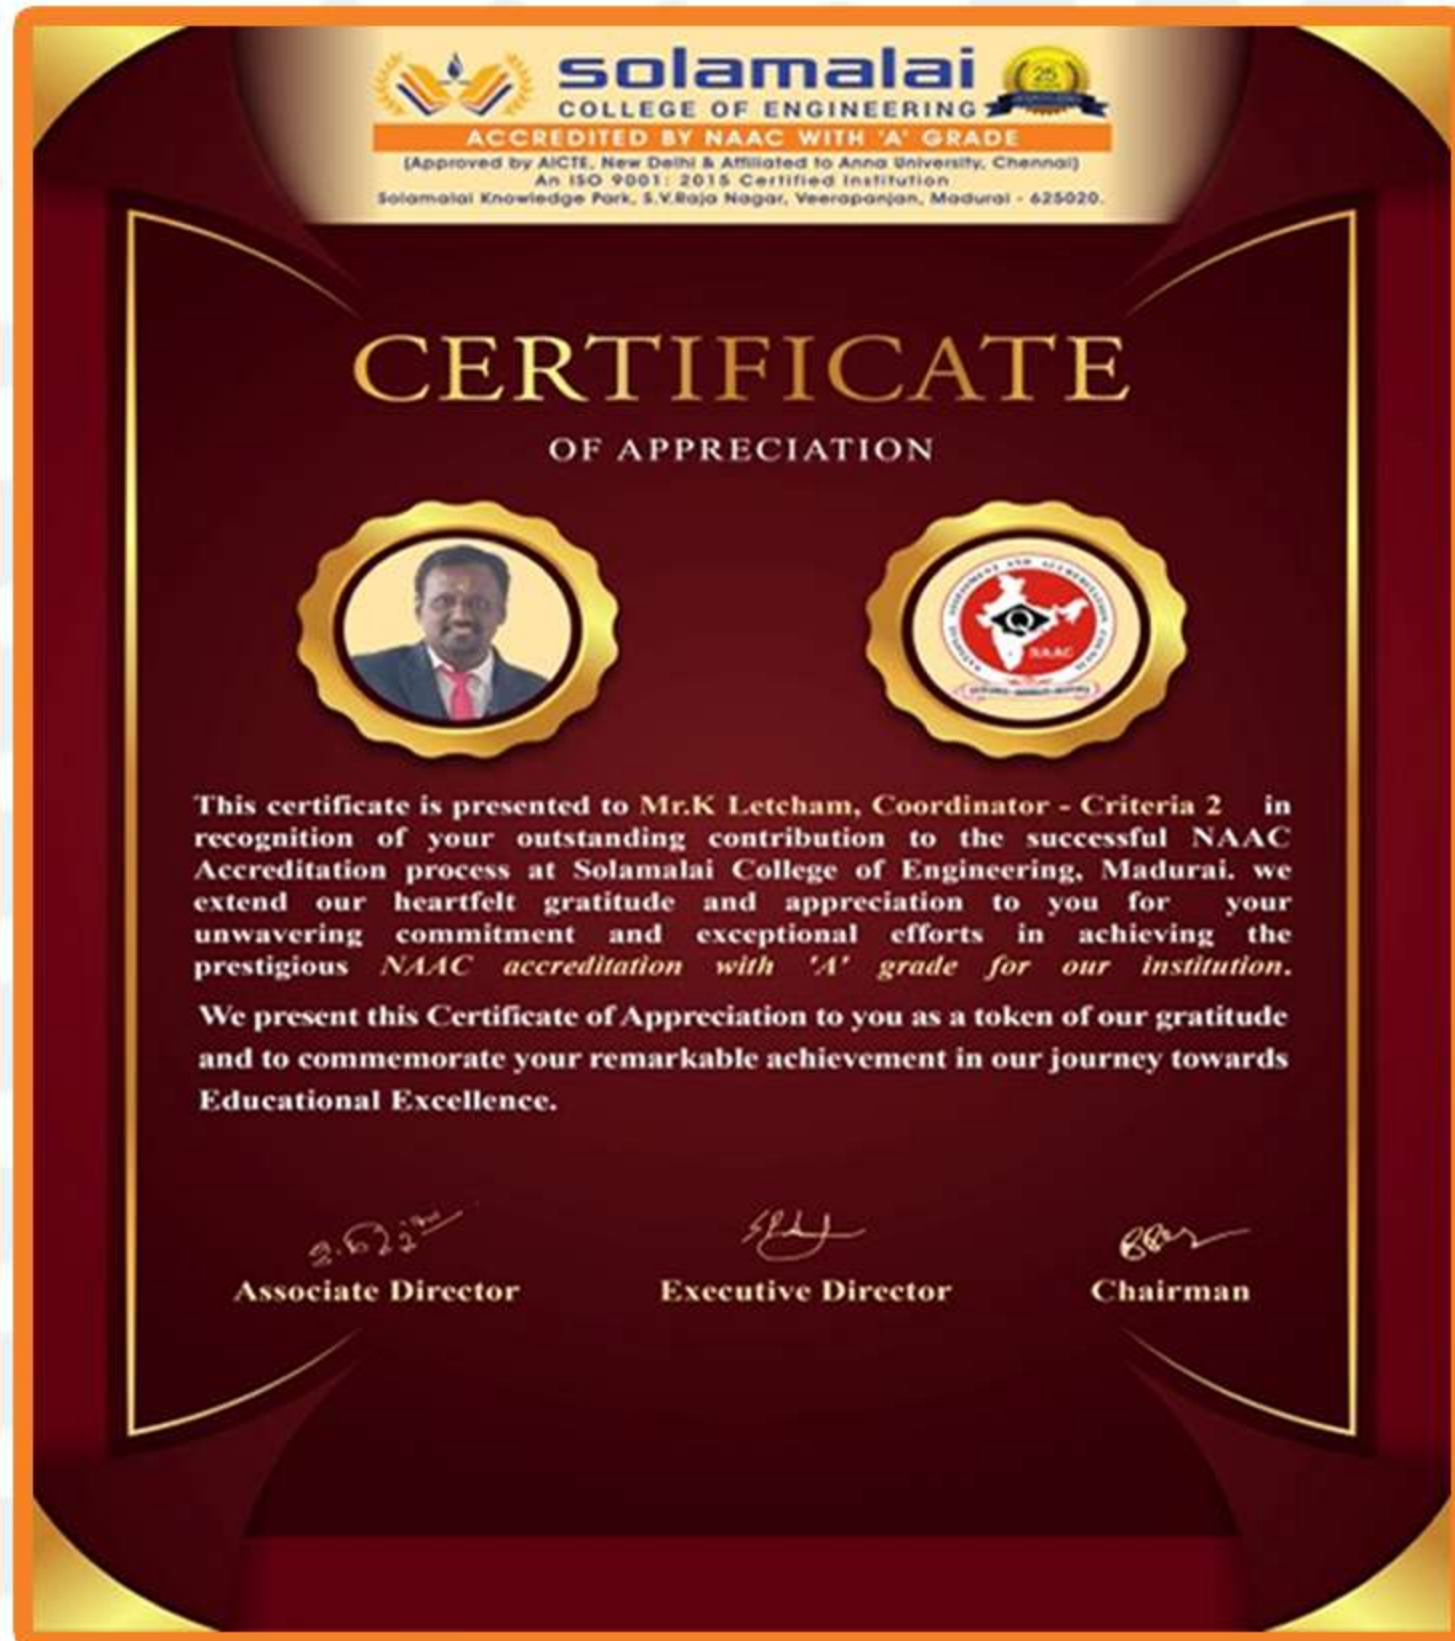 solamalai
25
COLLEGE OF ENGINEERING
ACCREDITED BY NAAC WITH 'A' GRADE
(Approved by AICTE, New Delhi & Affiliated to Anna University, Chennai)
An ISO 9001: 2015 Certified Institution
Solamalai Knowledge Park, S.V.Raja Nagar, Veerapanjan, Madurai - 625020.
CERTIFICATE
OF APPRECIATION
NATIONAL ASSESSMENT AND ACCREDITATION COUNCIL
Q
NAAC
This certificate is presented to Mr.K Letcham, Coordinator - Criteria 2 in
recognition of your outstanding contribution to the successful NAAC
Accreditation process at Solamalai College of Engineering, Madurai. we
extend our heartfelt gratitude and appreciation to you for your
unwavering commitment and exceptional efforts in achieving the
prestigious NAAC accreditation with 'A' grade for our institution.
We present this Certificate of Appreciation to you as a token of our gratitude
and to commemorate your remarkable achievement in our journey towards
Educational Excellence.
Associate Director
Executive Director
Chairman